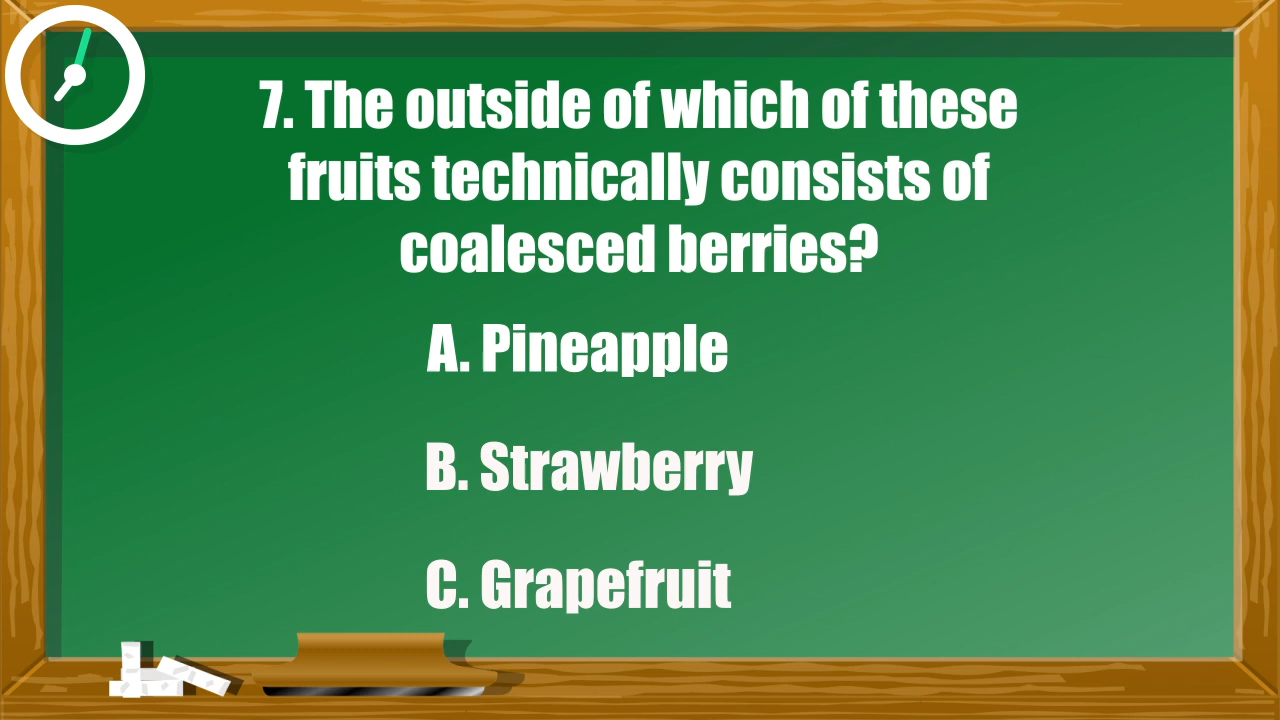 7. The outside of which of these
fruits technically consists of
coalesced berries?
A. Pineapple
B. Strawberry
C. Grapefruit